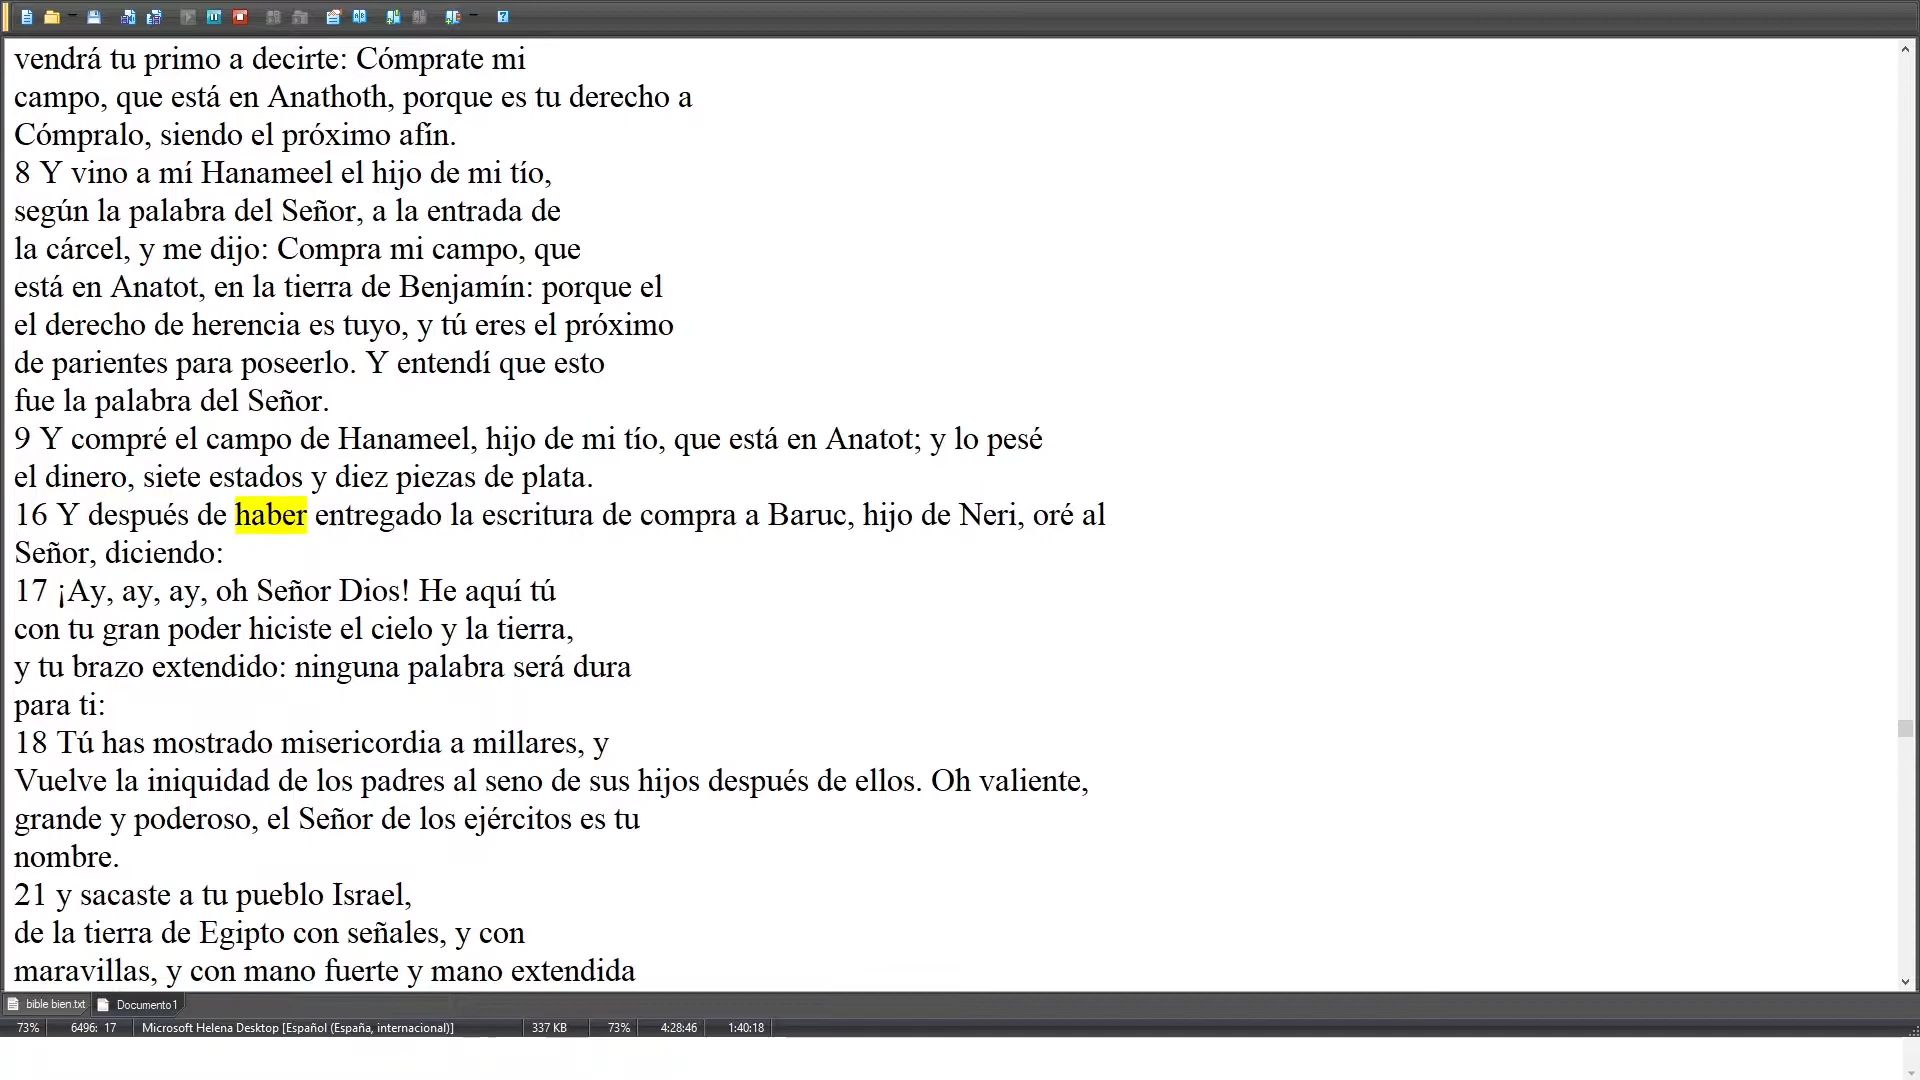 vendrá tu primo a decirte: Cómprate mi
campo, que está en Anathoth, porque es tu derecho a
Cómpralo, siendo el próximo afín.
8 Y vino a mí Hanameel el hijo de mi tío,
según la palabra del Señor, a la entrada de
la cárcel, y me dijo: Compra mi campo, que
está en Anatot, en la tierra de Benjamín: porque el
el derecho de herencia es tuyo, y tú eres el próximo
de parientes para poseerlo. Y entendí que esto
fue la palabra del Señor.
9 Y compré el campo de Hanameel, hijo de mi tío, que está en Anatot; y lo pesé
el dinero, siete estados y diez piezas de plata.
16 Y después de haber entregado la escritura de compra a Baruc, hijo de Neri, oré al
Señor, diciendo:
17 ¡Ay, ay, ay, oh Señor Dios! He aquí tú
con tu gran poder hiciste el cielo y la tierra,
y tu brazo extendido: ninguna palabra será dura
para ti:
18 Tú has mostrado misericordia a millares, y
Vuelve la iniquidad de los padres al seno de sus hijos después de ellos. Oh valiente,
grande y poderoso, el Señor de los ejércitos es tu
nombre.
21 y sacaste a tu pueblo Israel,
de la tierra de Egipto con señales, y con
maravillas, y con mano fuerte y mano extendida
bible bien.txt Documento1
73% 6496: 17 Microsoft Helena Desktop [Español (España, internacional)] 337 KB 73% 4:28:46 1:40:18